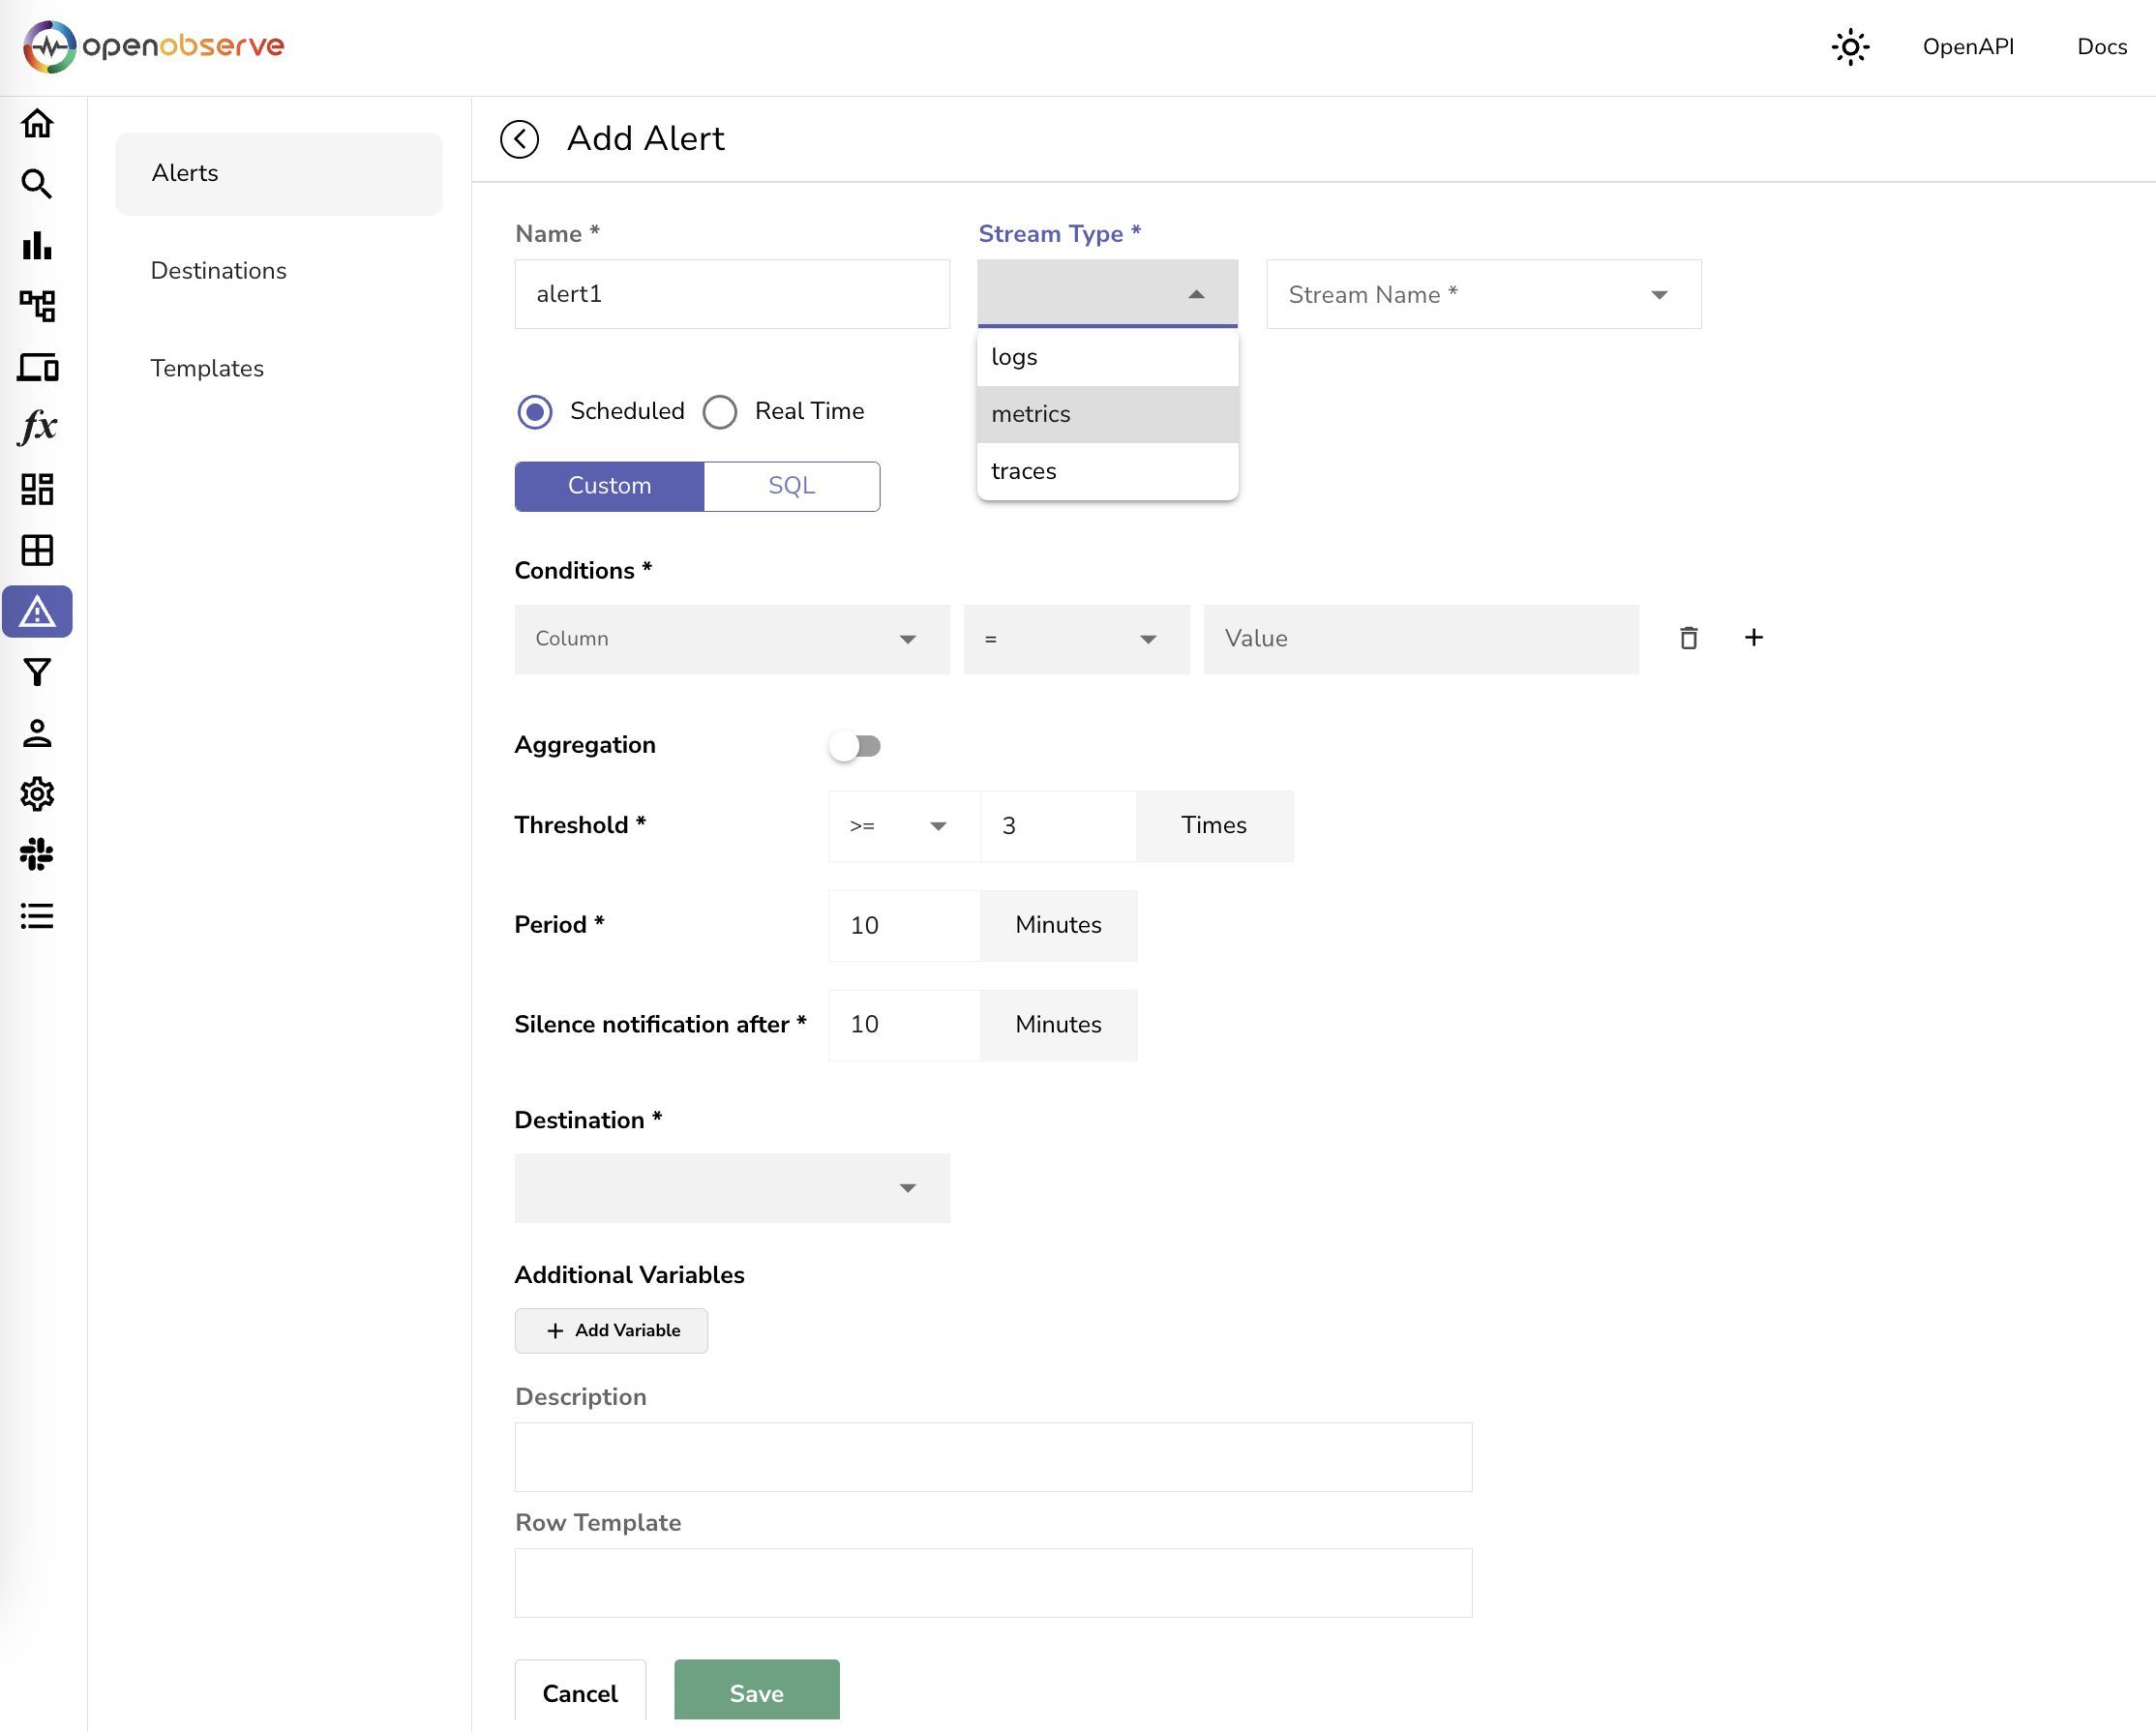 openobserve
OpenAPI
Docs
Alerts
Destinations
Templates
Add Alert
Name *
Stream Type *
alert1
Stream Name *
logs
metrics
traces
Scheduled
Real Time
Custom
SQL
Conditions *
Column
=
Value
Aggregation
Threshold *
>=
3
Times
Period *
10
Minutes
Silence notification after *
10
Minutes
Destination *
Additional Variables
+ Add Variable
Description
Row Template
Cancel
Save